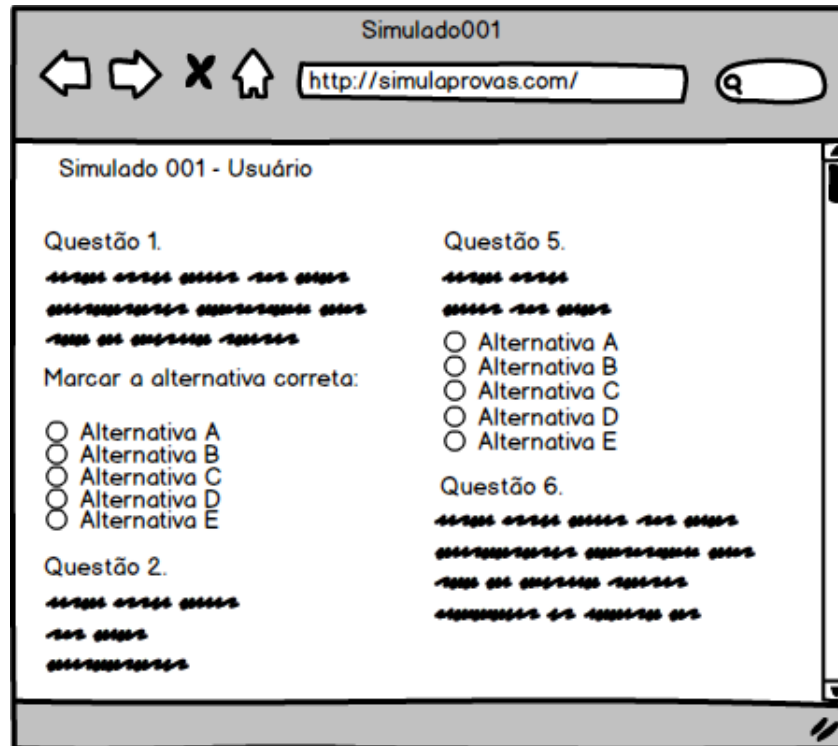 Simulado001
http://simulaprovas.com/
Simulado 001 - Usuário
Questão 1.
Marcar a alternativa correta:
Alternativa A
Alternativa B
Alternativa C
Alternativa D
Alternativa E
Questão 2.
Questão 5.
Alternativa A
Alternativa B
Alternativa C
Alternativa D
Alternativa E
Questão 6.